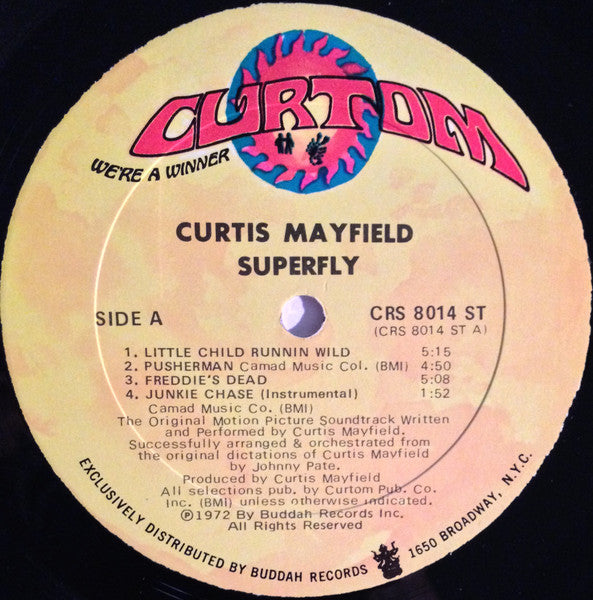 CURTOM
WE'RE A WINNER
CURTIS MAYFIELD
SUPERFLY
SIDE A
CRS 8014 ST
(CRS 8014 ST A)
1. LITTLE CHILD RUNNIN WILD 5:15
2. PUSHERMAN Camad Music Col. (BMI) 4:50
3. FREDDIE'S DEAD 5:08
4. JUNKIE CHASE (Instrumental) 1:52
Camad Music Co. (BMI)
The Original Motion Picture Soundtrack Written
and Performed by Curtis Mayfield.
Successfully arranged & orchestrated from
the original dictations of Curtis Mayfield
by Johnny Pate.
Produced by Curtis Mayfield
All selections pub. by Curtom Pub. Co.
Inc. (BMI) unless otherwise indicated.
℗1972 By Buddah Records Inc.
All Rights Reserved
EXCLUSIVELY DISTRIBUTED BY BUDDAH RECORDS 1650 BROADWAY, N.Y.C.